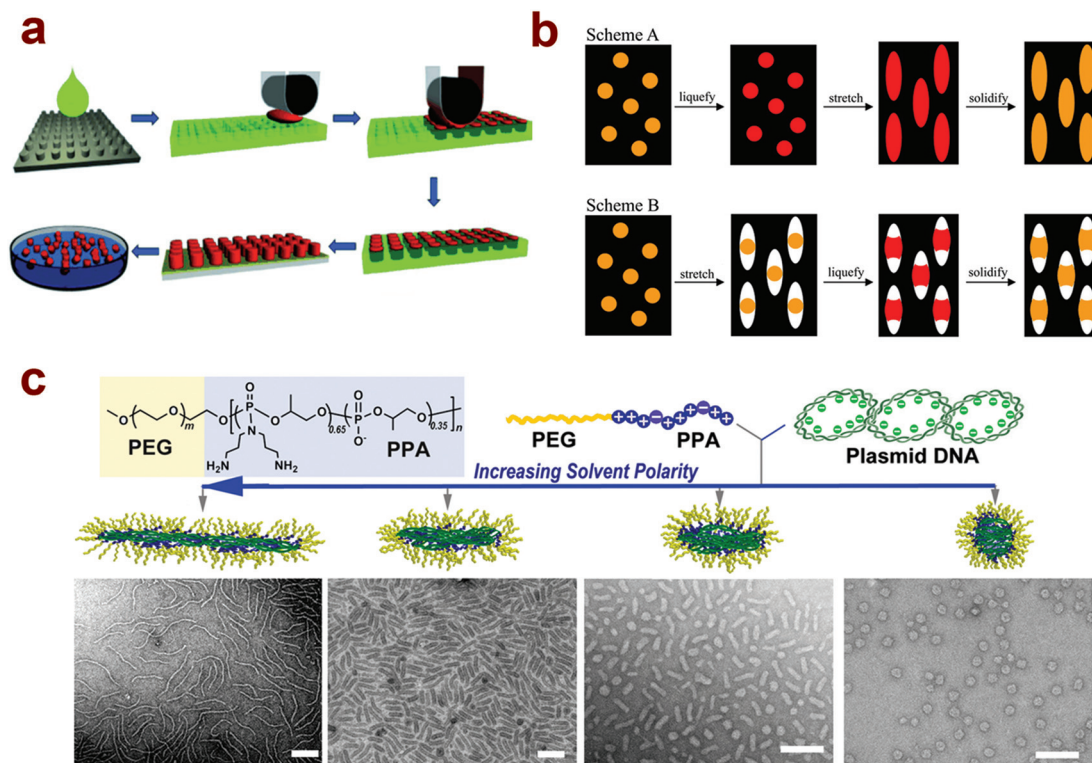 a
b
Scheme A
liquefy
stretch
solidify
Scheme B
stretch
liquefy
solidify
c
O
m
O
O
P
O
N
H₂N
NH₂
O
0.65
O
P
O⁻
O
0.35
n
PEG
PPA
PEG
PPA
Plasmid DNA
Increasing Solvent Polarity